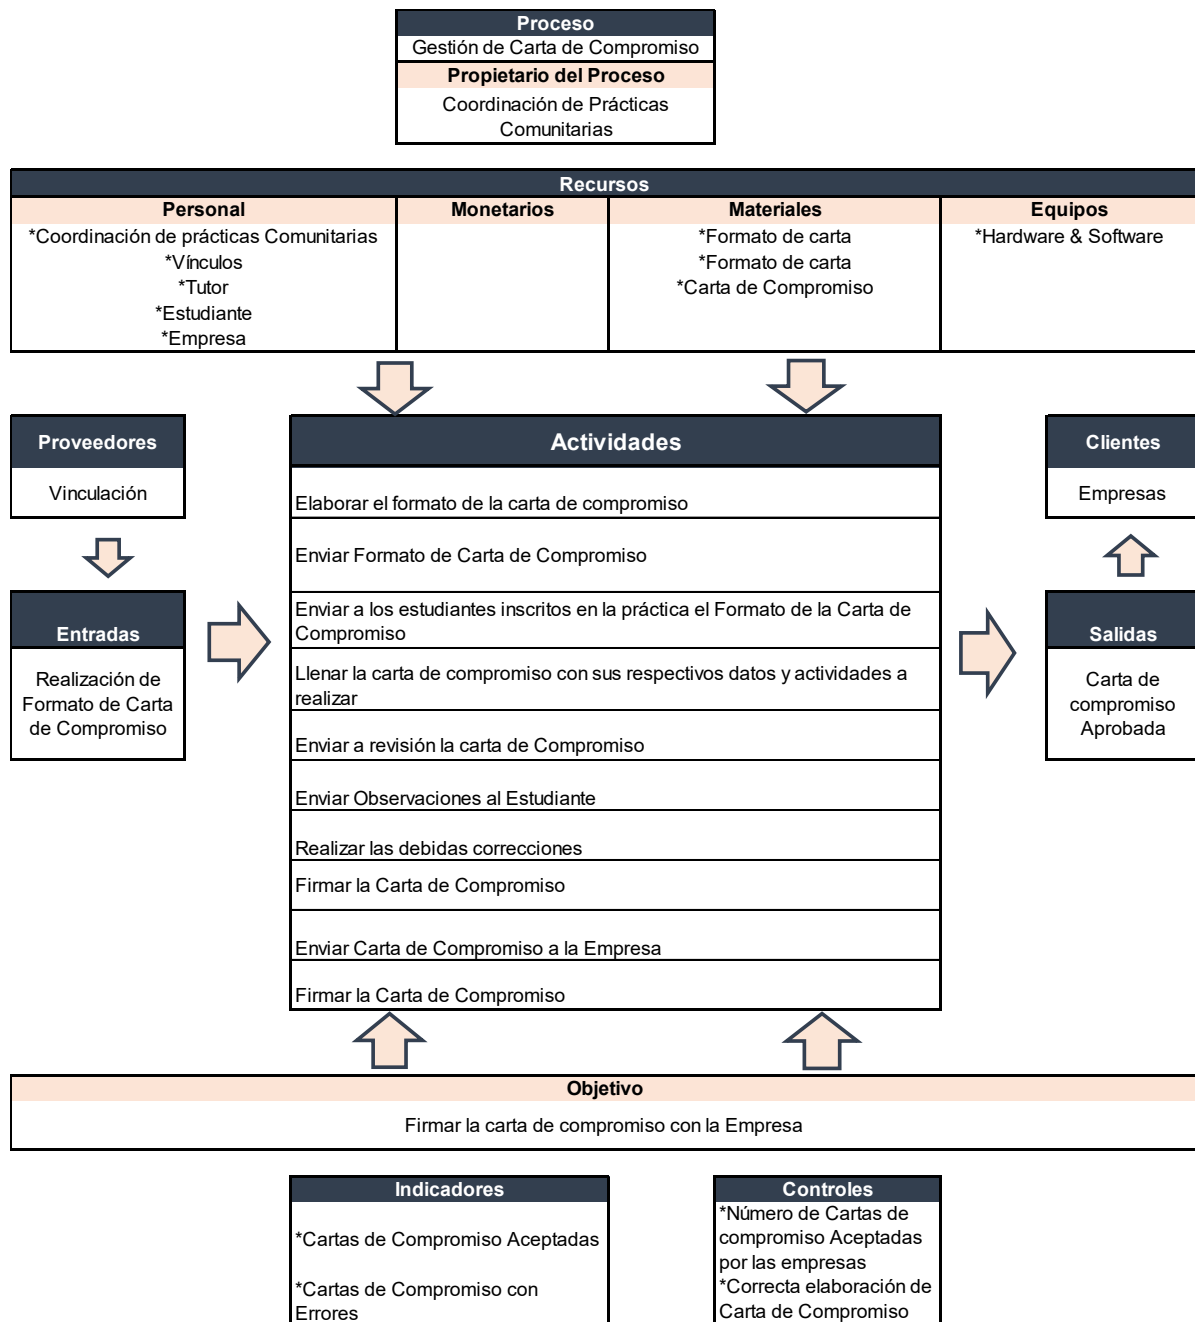 Proceso
Gestión de Carta de Compromiso
Propietario del Proceso
Coordinación de Prácticas
Comunitarias
Recursos
Personal
*Coordinación de prácticas Comunitarias
*Vínculos
*Tutor
*Estudiante
*Empresa
Monetarios
Materiales
*Formato de carta
*Formato de carta
*Carta de Compromiso
Equipos
*Hardware & Software
Proveedores
Vinculación
Entradas
Realización de
Formato de Carta
de Compromiso
Actividades
Elaborar el formato de la carta de compromiso
Enviar Formato de Carta de Compromiso
Enviar a los estudiantes inscritos en la práctica el Formato de la Carta de
Compromiso
Llenar la carta de compromiso con sus respectivos datos y actividades a
realizar
Enviar a revisión la carta de Compromiso
Enviar Observaciones al Estudiante
Realizar las debidas correcciones
Firmar la Carta de Compromiso
Enviar Carta de Compromiso a la Empresa
Firmar la Carta de Compromiso
Clientes
Empresas
Salidas
Carta de
compromiso
Aprobada
Objetivo
Firmar la carta de compromiso con la Empresa
Indicadores
*Cartas de Compromiso Aceptadas
*Cartas de Compromiso con
Errores
Controles
*Número de Cartas de
compromiso Aceptadas
por las empresas
*Correcta elaboración de
Carta de Compromiso